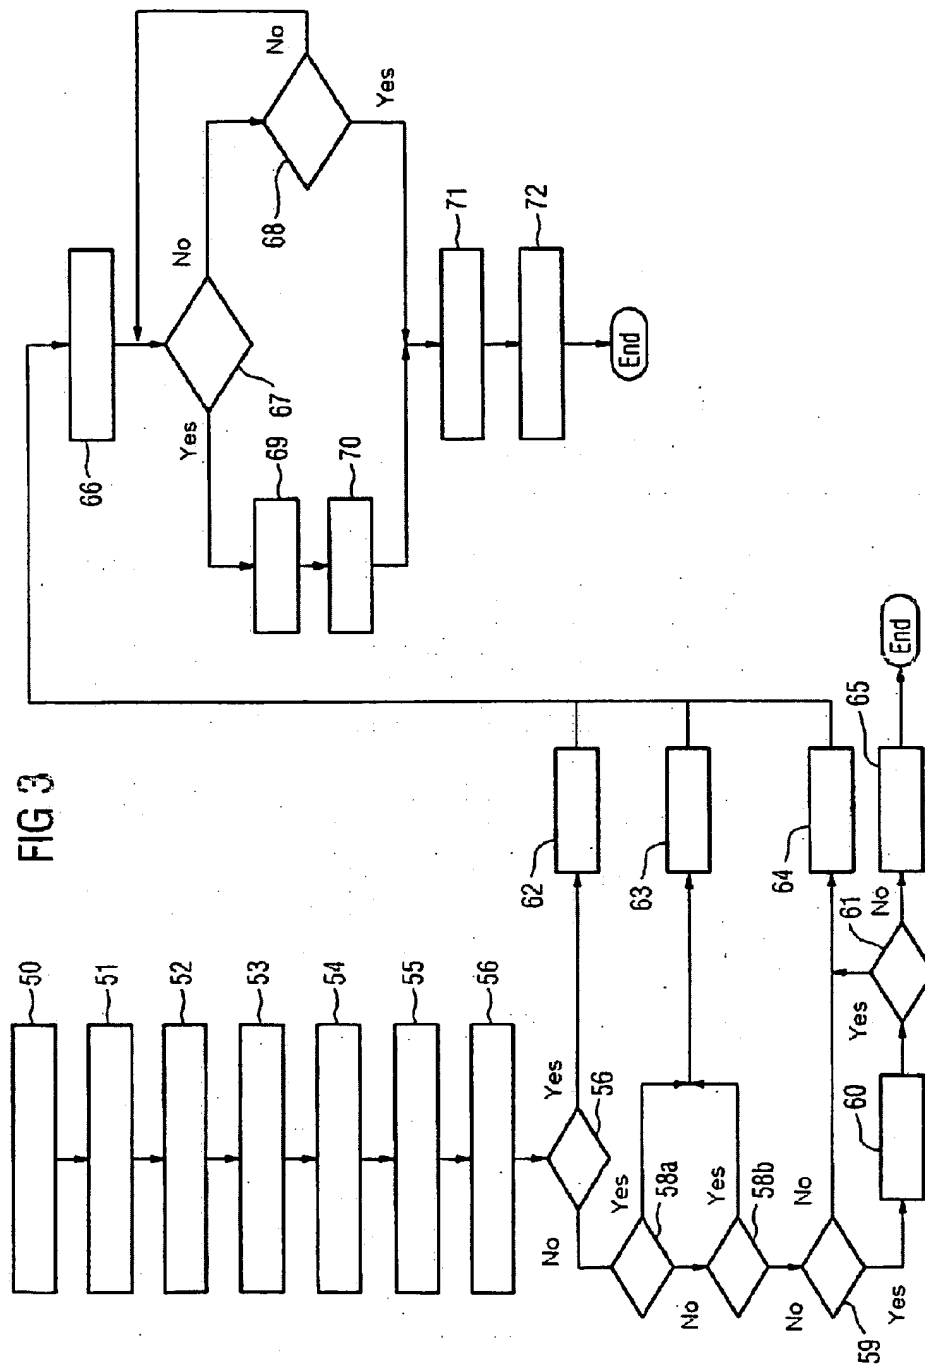 FIG 3
50
51
52
53
54
55
56
56
Yes
No
58a
Yes
No
58b
Yes
No
59
No
Yes
60
61
Yes
No
62
63
64
65
End
66
67
Yes
No
68
No
Yes
69
70
71
72
End